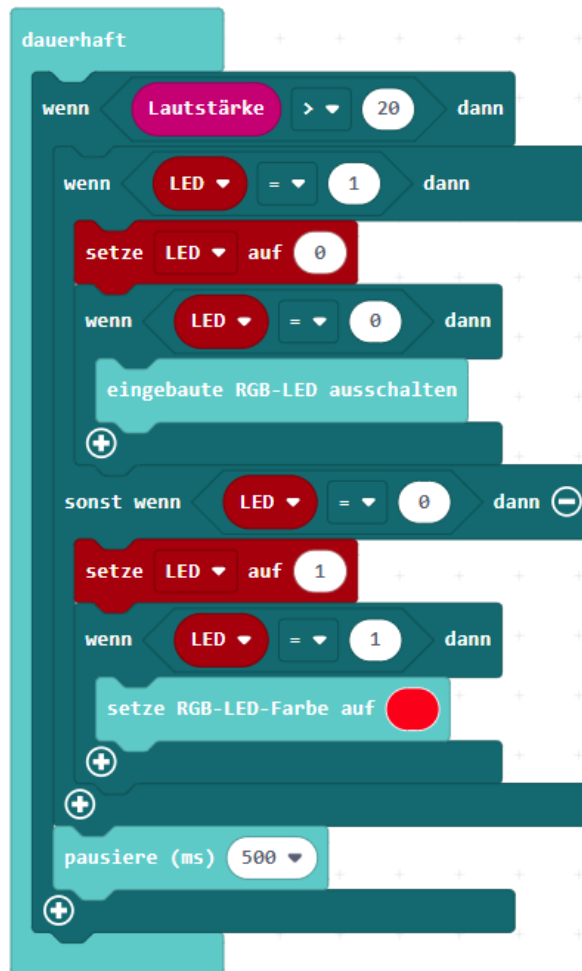 dauerhaft
wenn Lautstärke > 20 dann
wenn LED = 1 dann
setze LED auf 0
wenn LED = 0 dann
eingebaute RGB-LED ausschalten
sonst wenn LED = 0 dann
setze LED auf 1
wenn LED = 1 dann
setze RGB-LED-Farbe auf
pausiere (ms) 500